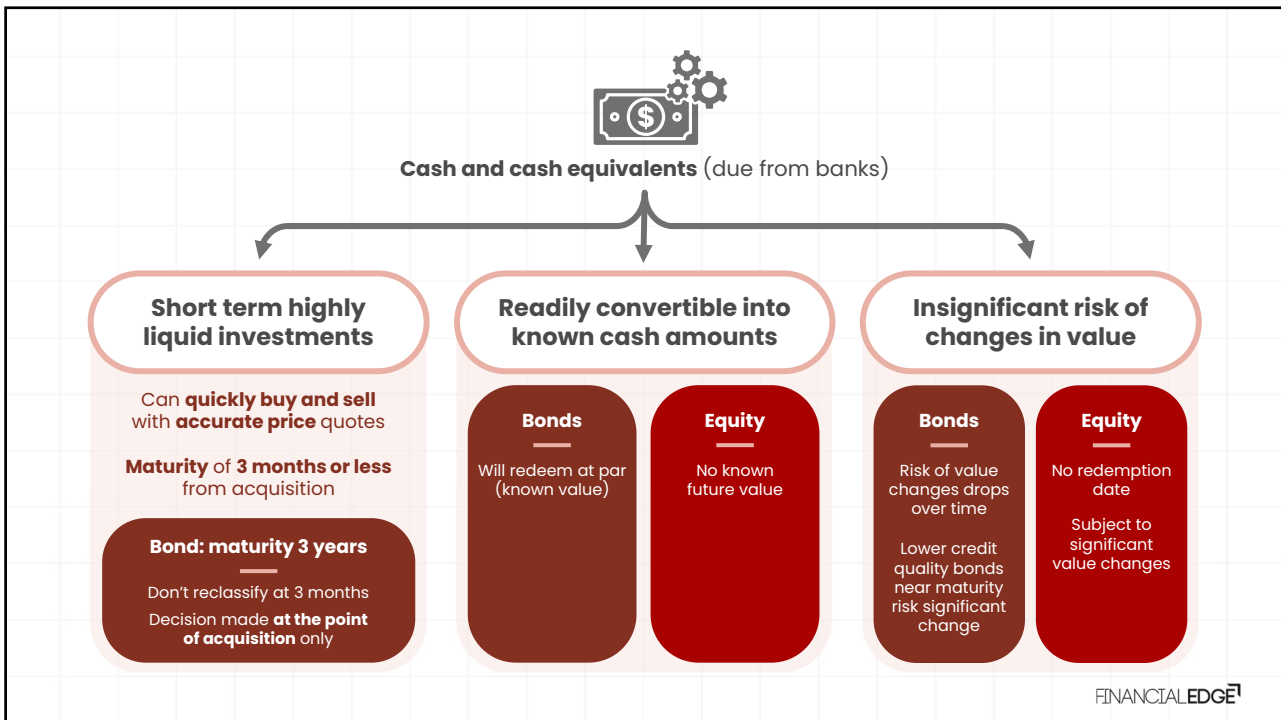 $
Cash and cash equivalents (due from banks)
Short term highly
liquid investments
Can quickly buy and sell
with accurate price quotes
Maturity of 3 months or less
from acquisition
Bond: maturity 3 years
Don't reclassify at 3 months
Decision made at the point
of acquisition only
Readily convertible into
known cash amounts
Bonds
Will redeem at par
(known value)
Equity
No known
future value
Insignificant risk of
changes in value
Bonds
Risk of value
changes drops
over time
Lower credit
quality bonds
near maturity
risk significant
change
Equity
No redemption
date
Subject to
significant
value changes
FINANCIALEDGE